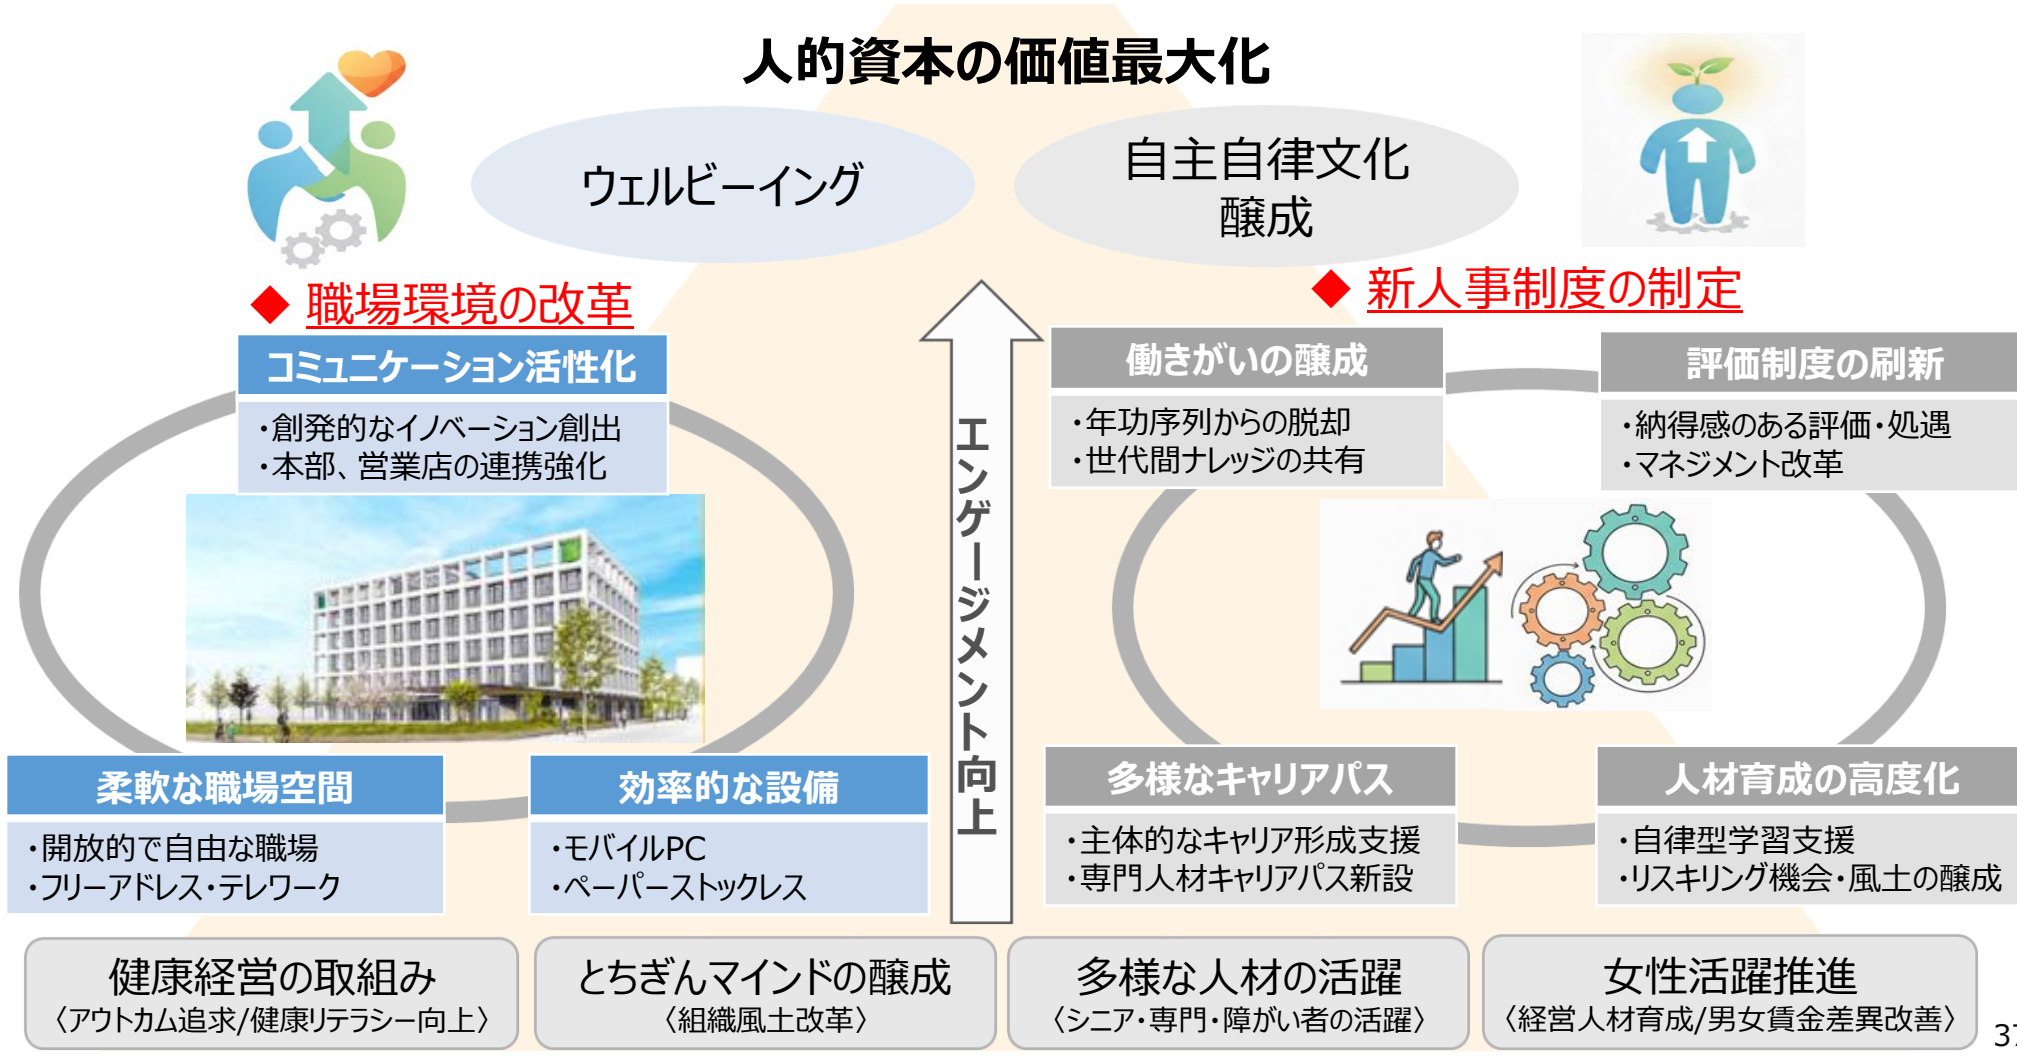 人的資本の価値最大化
ウェルビーイング
自主自律文化
醸成
◆ 職場環境の改革
コミュニケーション活性化
・創発的なイノベーション創出
・本部、営業店の連携強化
柔軟な職場空間
・開放的で自由な職場
・フリーアドレス・テレワーク
効率的な設備
・モバイルPC
・ペーパーストックレス
エンゲージメント向上
◆ 新人事制度の制定
働きがいの醸成
・年功序列からの脱却
・世代間ナレッジの共有
評価制度の刷新
・納得感のある評価・処遇
・マネジメント改革
多様なキャリアパス
・主体的なキャリア形成支援
・専門人材キャリアパス新設
人材育成の高度化
・自律型学習支援
・リスキリング機会・風土の醸成
健康経営の取組み
〈アウトカム追求/健康リテラシー向上〉
とちぎんマインドの醸成
〈組織風土改革〉
多様な人材の活躍
〈シニア・専門・障がい者の活躍〉
女性活躍推進
〈経営人材育成/男女賃金差異改善〉
37